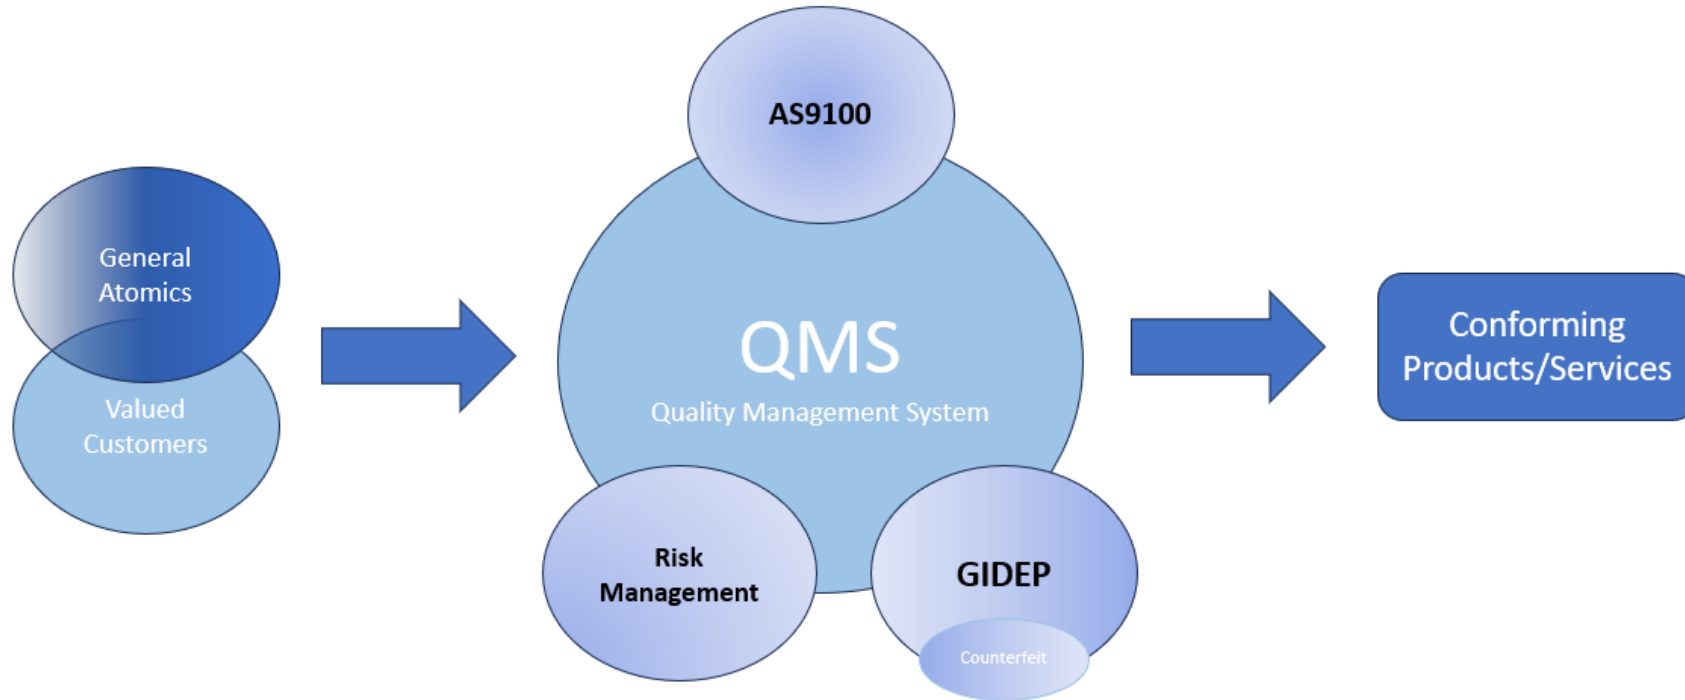 AS9100
General
Atomics
Valued
Customers
QMS
Quality Management System
Risk
Management
GIDEP
Counterfeit
Conforming
Products/Services